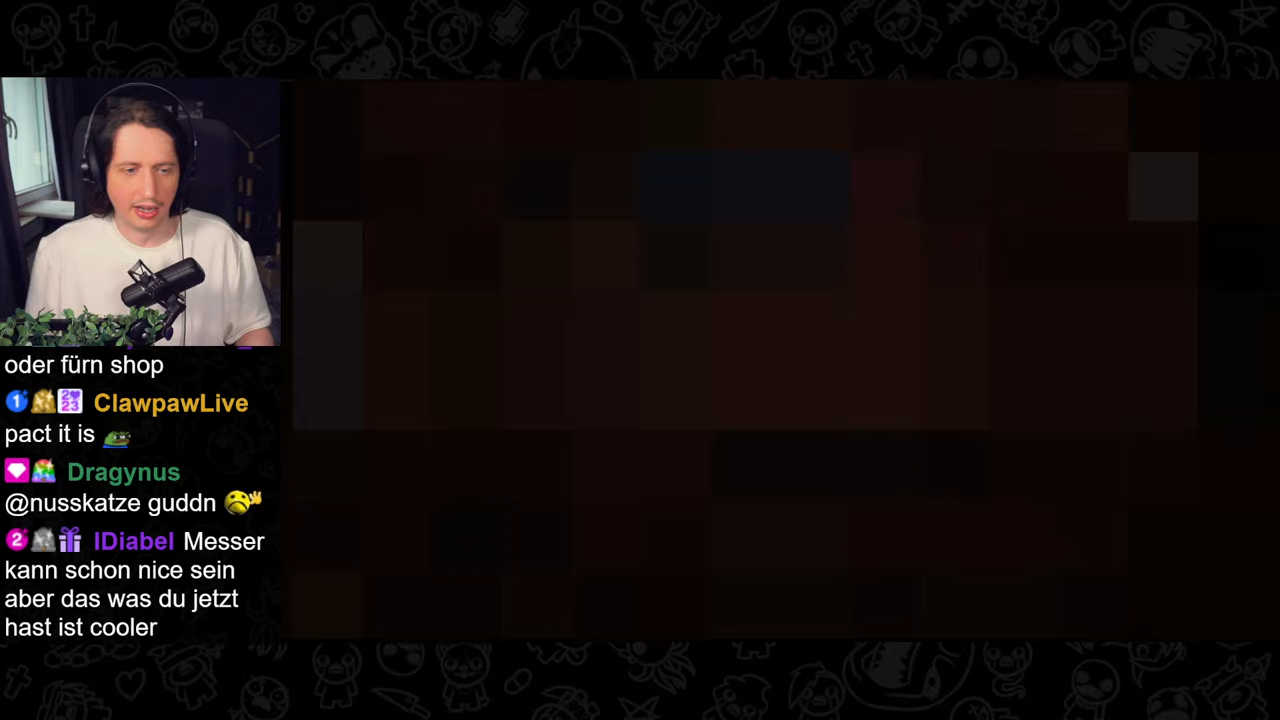 oder fürn shop
ClawpawLive
pact it is
Dragynus
@nusskatze guddn
IDiabel Messer
kann schon nice sein
aber das was du jetzt
hast ist cooler